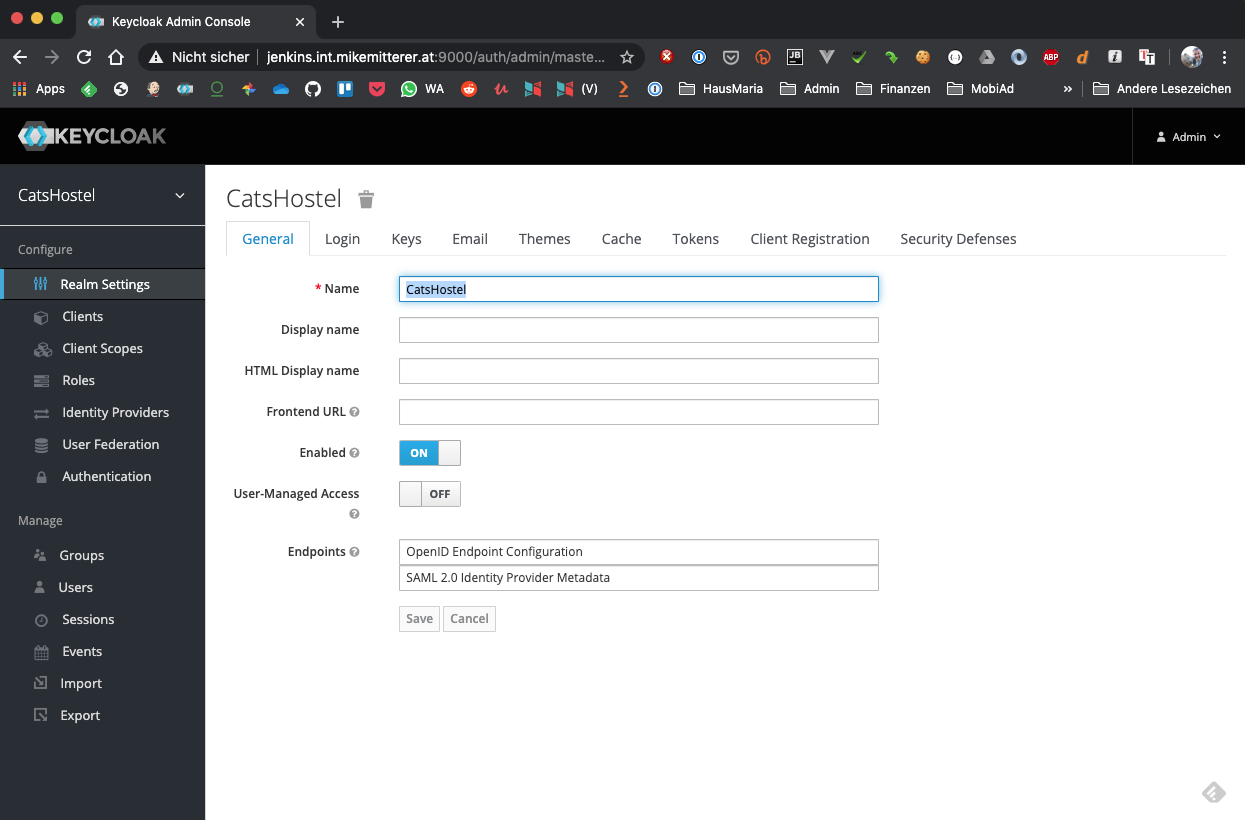 Keycloak Admin Console
Nicht sicher jenkins.int.mikemitterer.at:9000/auth/admin/maste...
JB ABP d i
Apps WA (V) HausMaria Admin Finanzen MobiAd » Andere Lesezeichen
KEYCLOAK Admin
CatsHostel
Configure
Realm Settings
Clients
Client Scopes
Roles
Identity Providers
User Federation
Authentication
Manage
Groups
Users
Sessions
Events
Import
Export
CatsHostel
General Login Keys Email Themes Cache Tokens Client Registration Security Defenses
* Name CatsHostel
Display name
HTML Display name
Frontend URL
Enabled ON
User-Managed Access OFF
Endpoints OpenID Endpoint Configuration
SAML 2.0 Identity Provider Metadata
Save Cancel